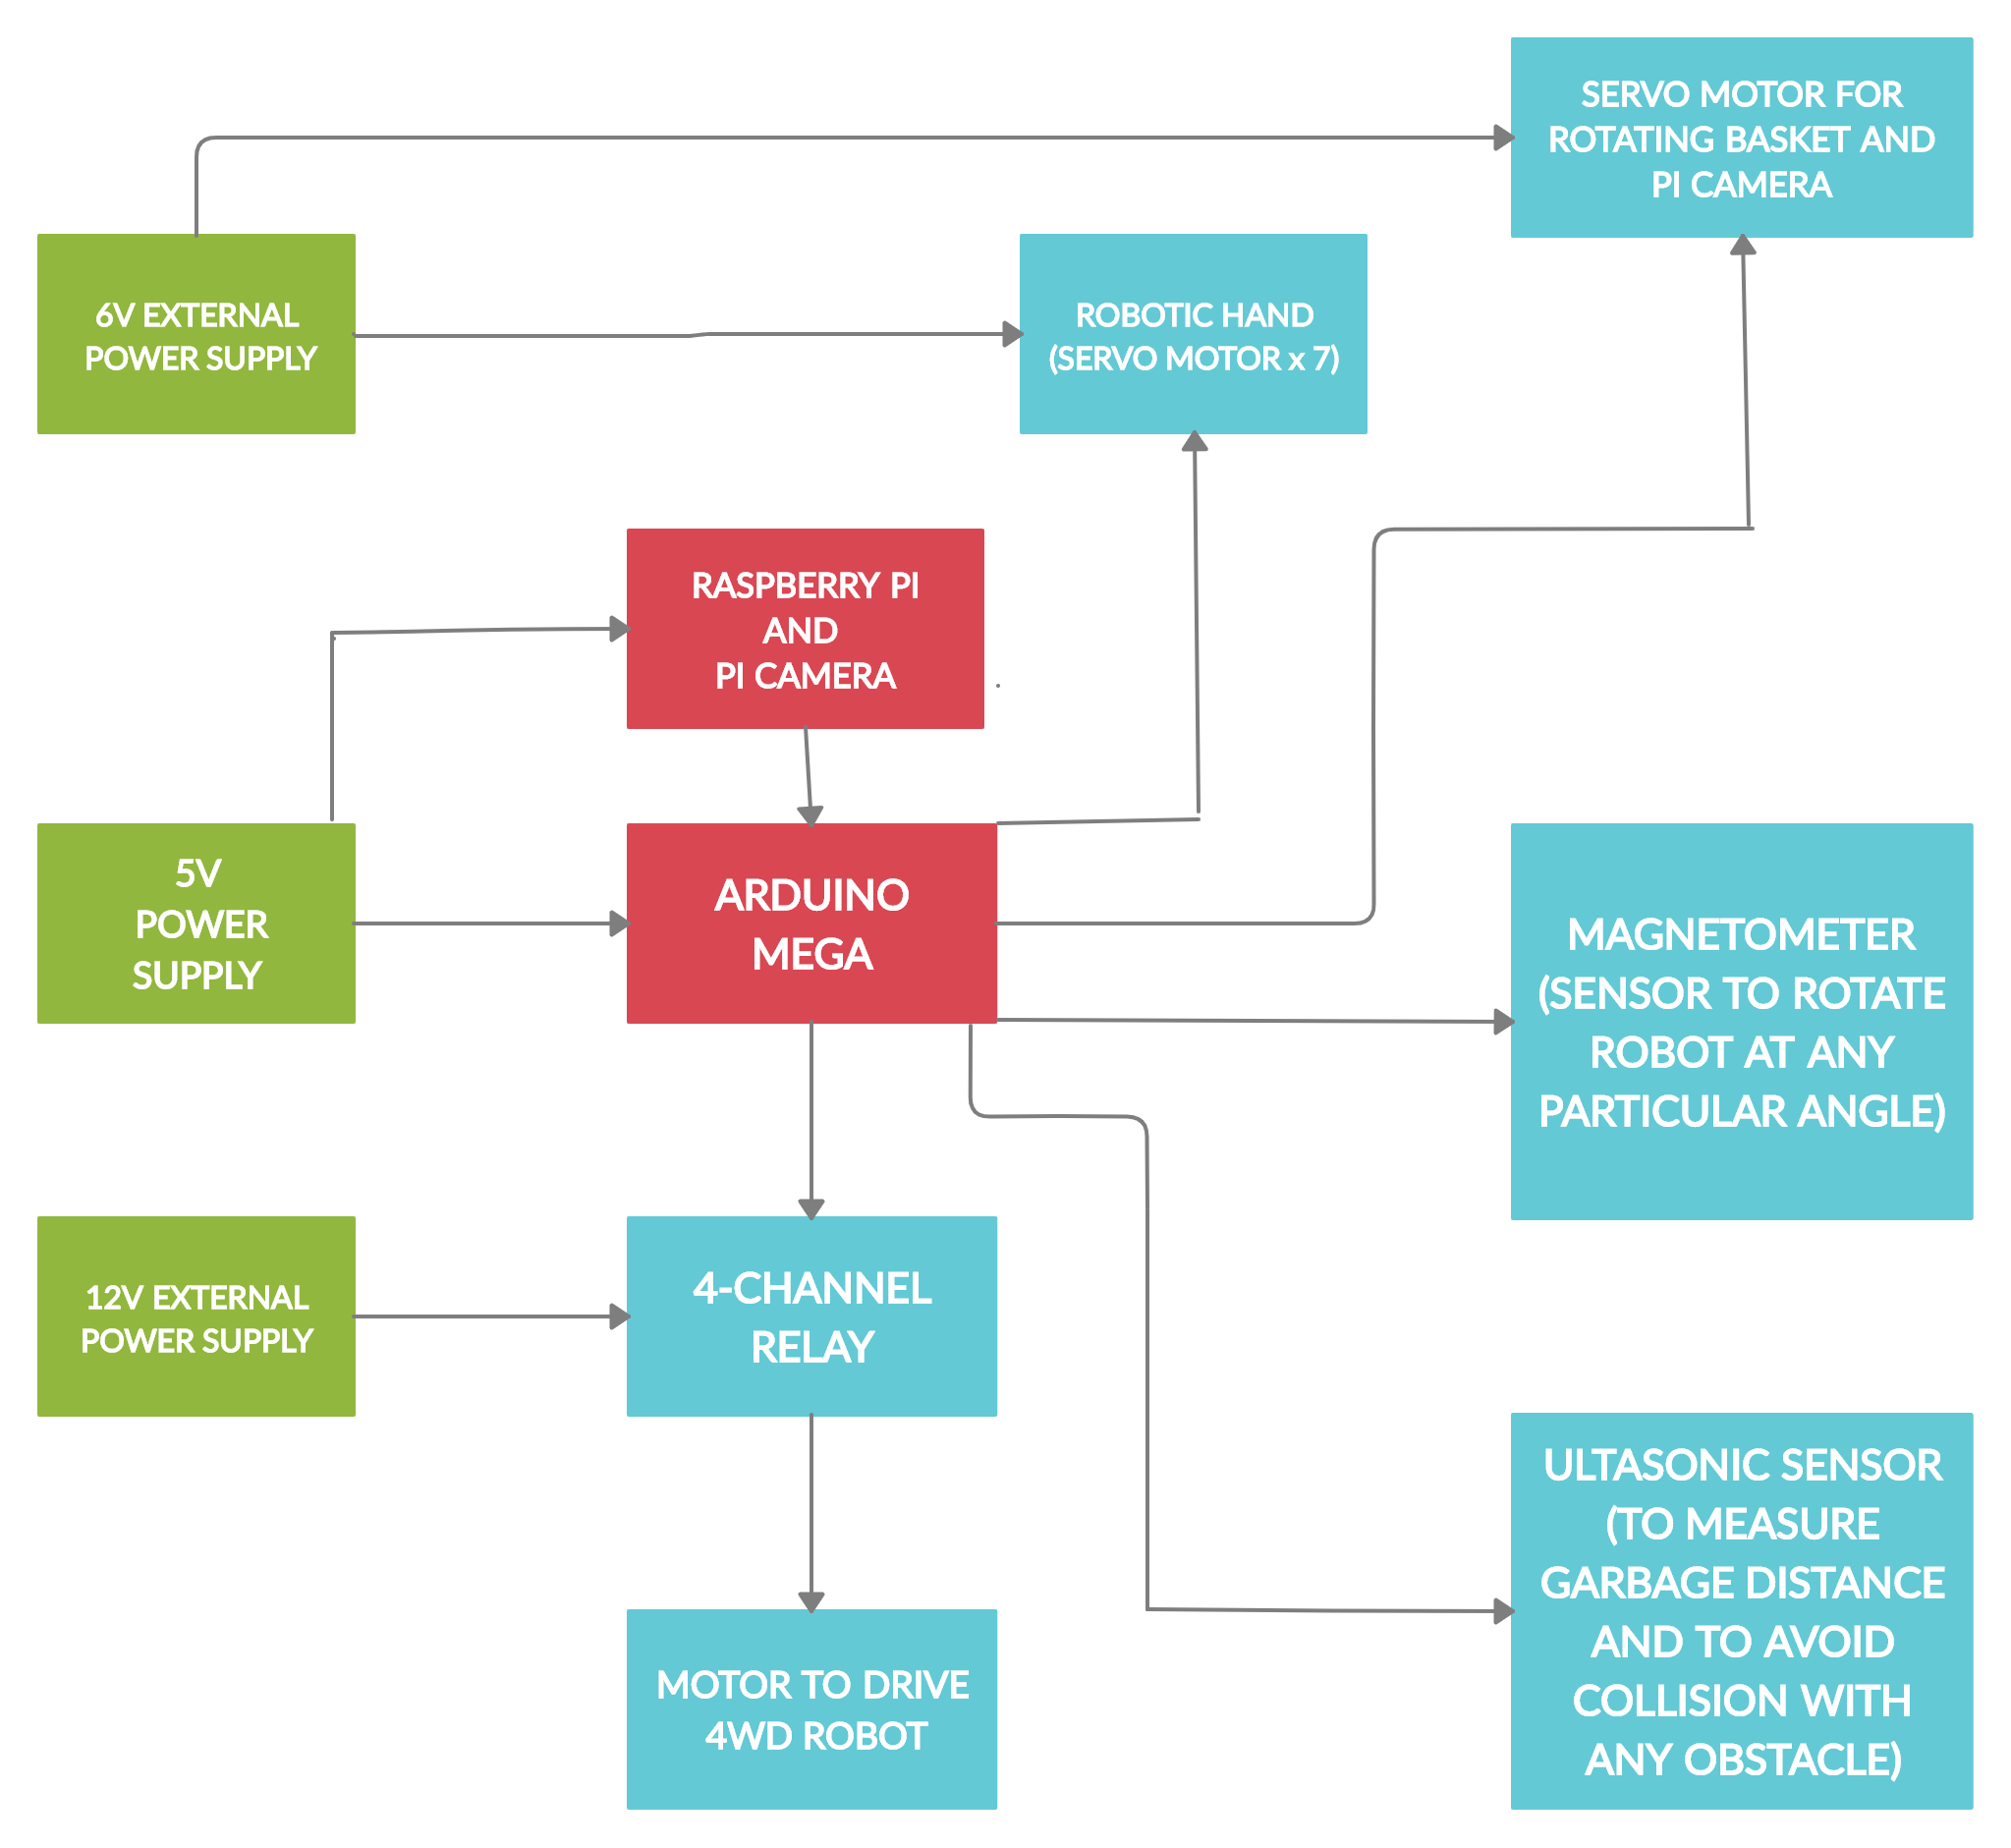 SERVO MOTOR FOR
ROTATING BASKET AND
PI CAMERA
6V EXTERNAL
POWER SUPPLY
ROBOTIC HAND
(SERVO MOTOR x 7)
RASPBERRY PI
AND
PI CAMERA
5V
POWER
SUPPLY
ARDUINO
MEGA
MAGNETOMETER
(SENSOR TO ROTATE
ROBOT AT ANY
PARTICULAR ANGLE)
12V EXTERNAL
POWER SUPPLY
4-CHANNEL
RELAY
ULTASONIC SENSOR
(TO MEASURE
GARBAGE DISTANCE
AND TO AVOID
COLLISION WITH
ANY OBSTACLE)
MOTOR TO DRIVE
4WD ROBOT